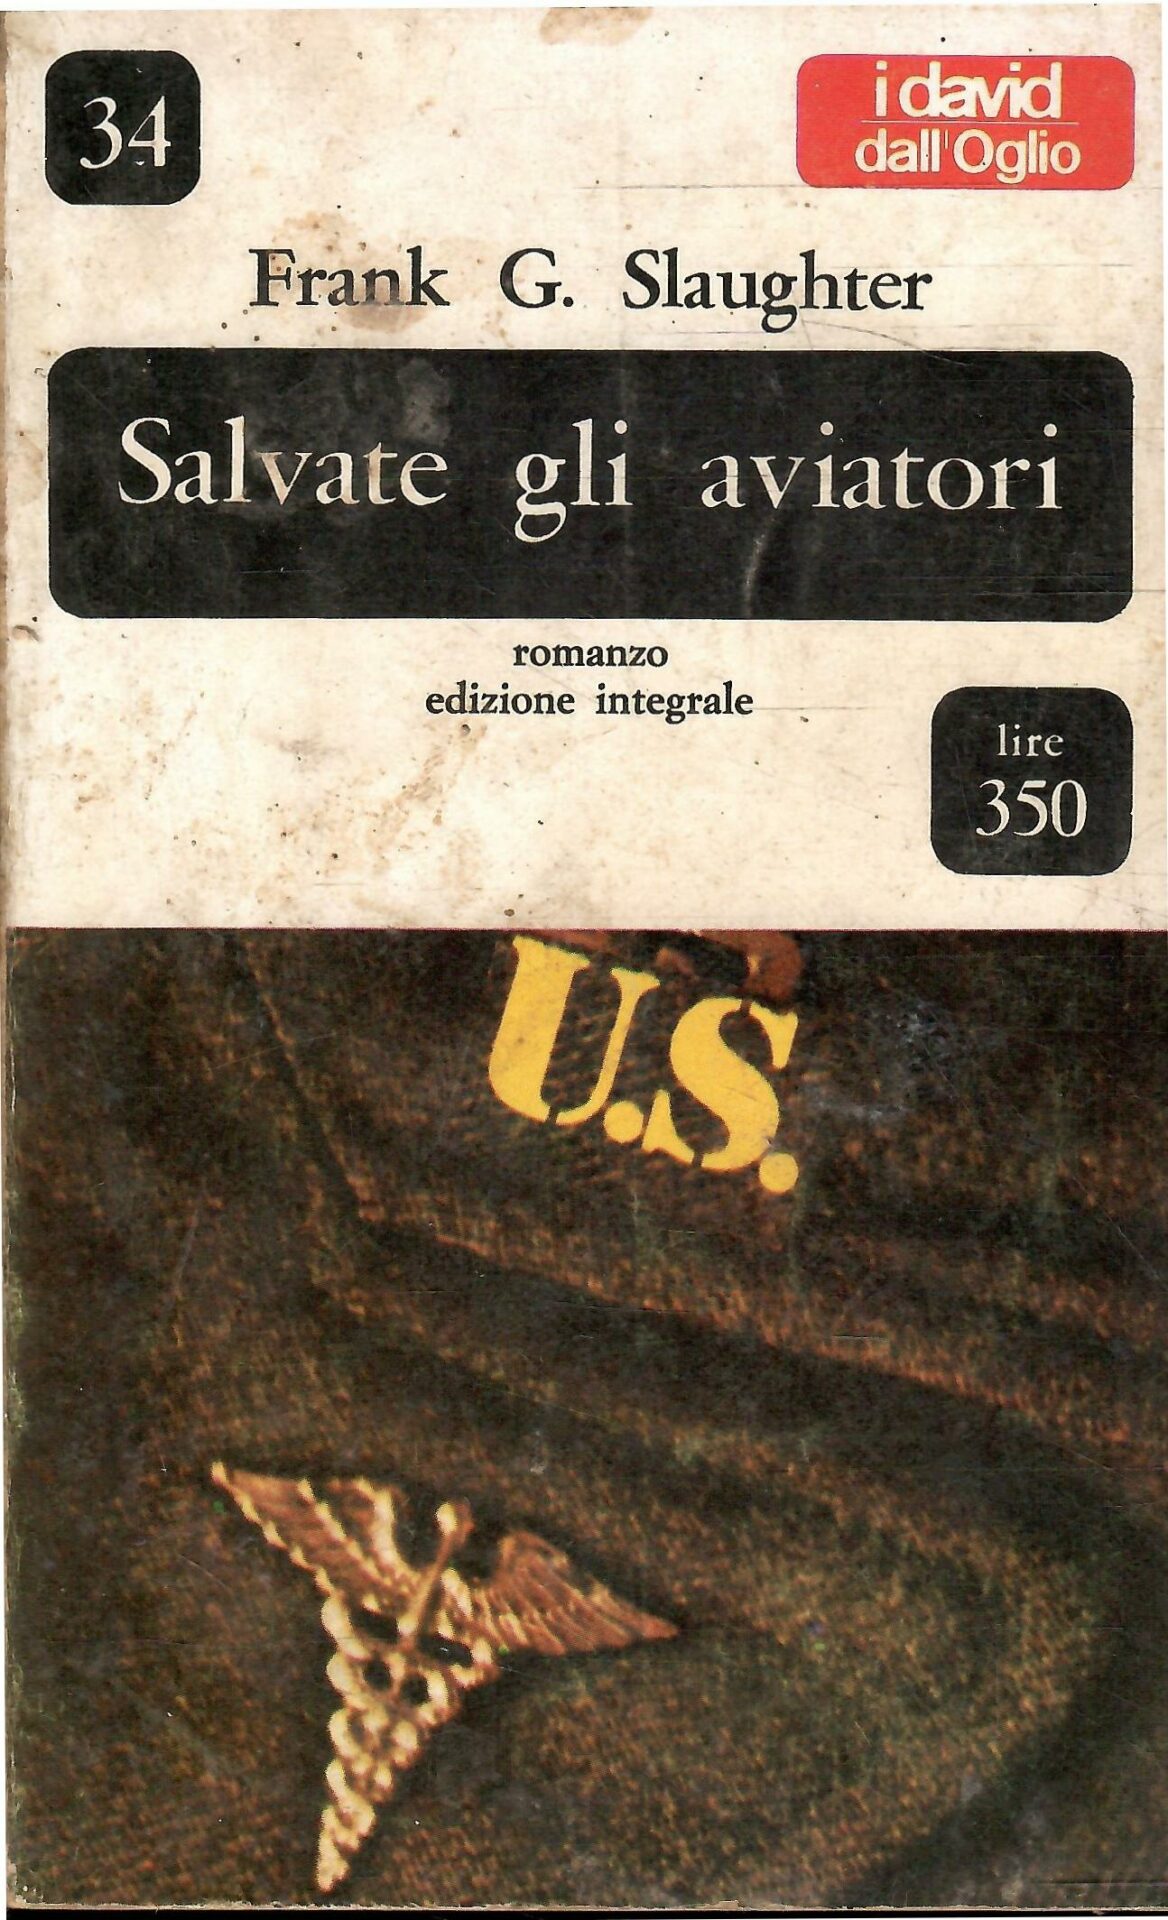 34
i david
dall'Oglio
Frank G. Slaughter
Salvate gli aviatori
romanzo
edizione integrale
lire
350
U.S.